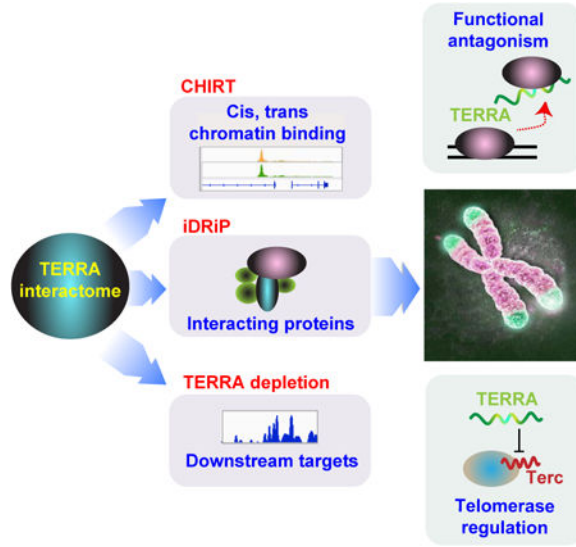 TERRA
interactome
CHIRT
Cis, trans
chromatin binding
iDRiP
Interacting proteins
TERRA depletion
Downstream targets
Functional
antagonism
TERRA
TERRA
Terc
Telomerase
regulation